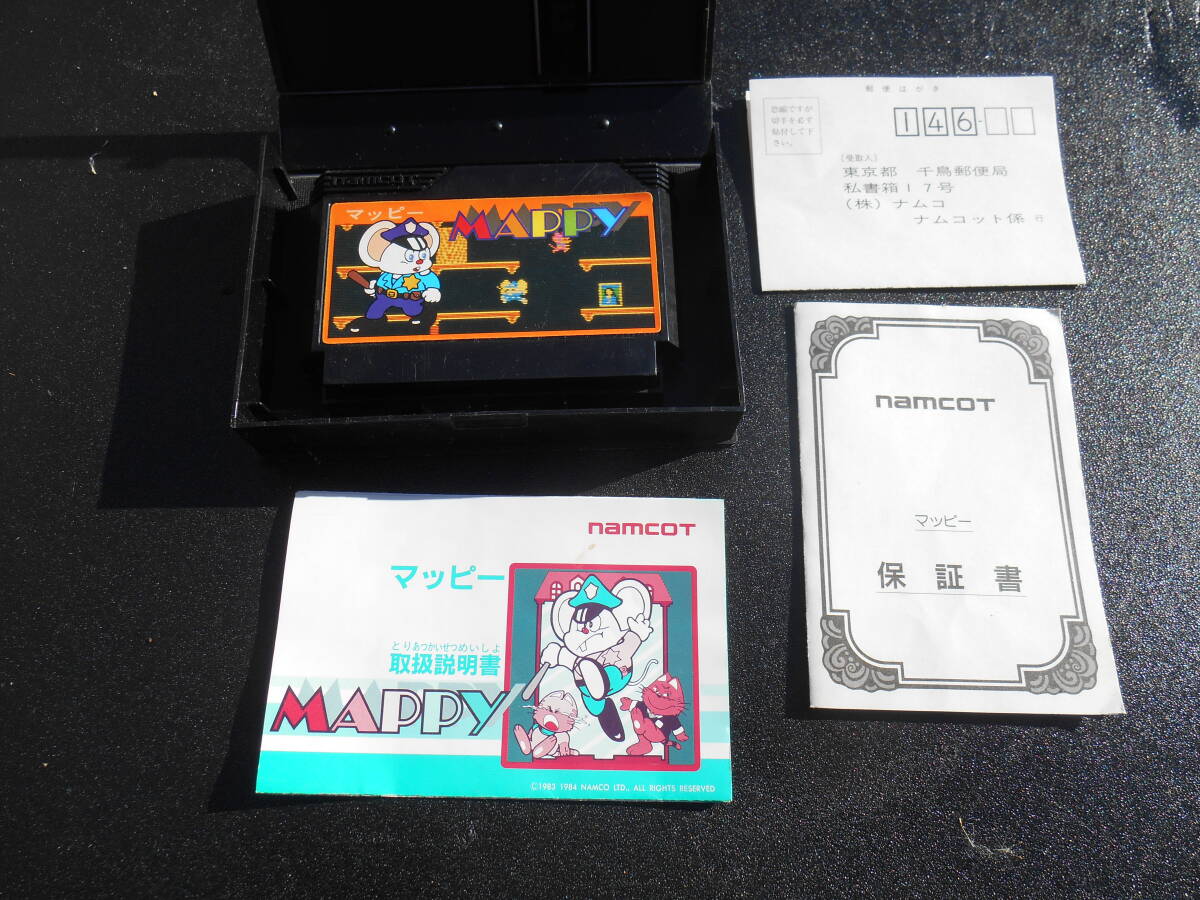 namcoT
マッピー
MAPPY
郵便はがき
恐縮ですが
切手を必ず
貼付して下
さい。
146-
(受取人)
東京都 千鳥郵便局
私書箱17号
(株)ナムコ
ナムコット係 行
namcoT
マッピー
保証書
namcoT
マッピー
とりあつかいせつめいしょ
取扱説明書
MAPPY
©1983 1984 NAMCO LTD., ALL RIGHTS RESERVED